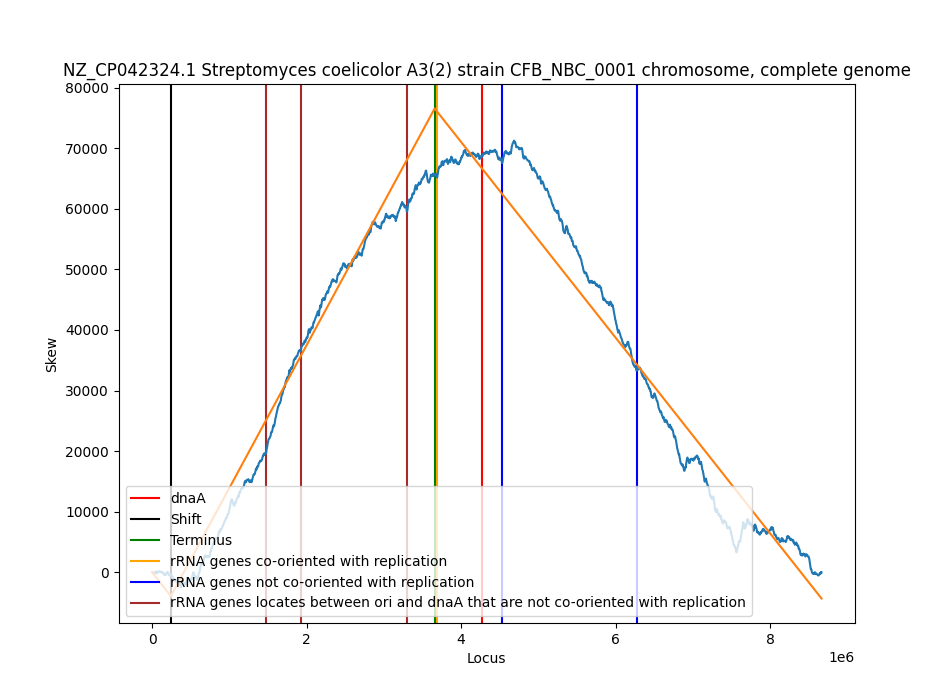 NZ_CP042324.1 Streptomyces coelicolor A3(2) strain CFB_NBC_0001 chromosome, complete genome
80000
70000
60000
50000
40000
30000
20000
10000
0
Skew
dnaA
Shift
Terminus
rRNA genes co-oriented with replication
rRNA genes not co-oriented with replication
rRNA genes locates between ori and dnaA that are not co-oriented with replication
0 2 4 6 8
1e6
Locus